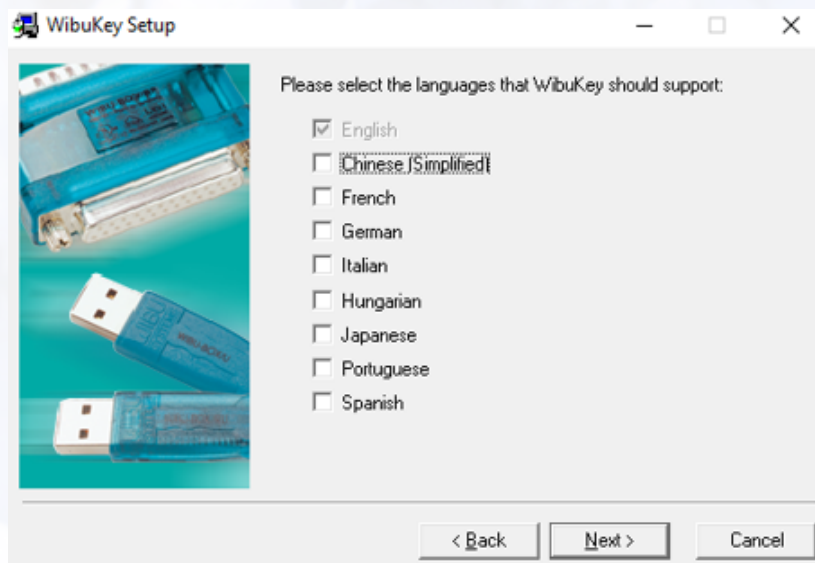 WibuKey Setup
Please select the languages that WibuKey should support:
English
Chinese (Simplified)
French
German
Italian
Hungarian
Japanese
Portuguese
Spanish
< Back
Next >
Cancel